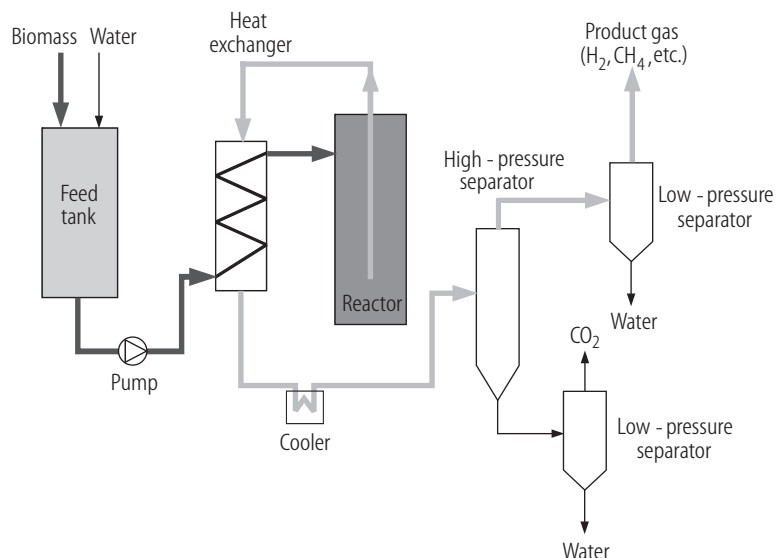 Biomass
Water
Heat
exchanger
Product gas
(H2, CH4, etc.)
Feed
tank
High - pressure
separator
Low - pressure
separator
Reactor
Water
Pump
CO2
Cooler
Low - pressure
separator
Water